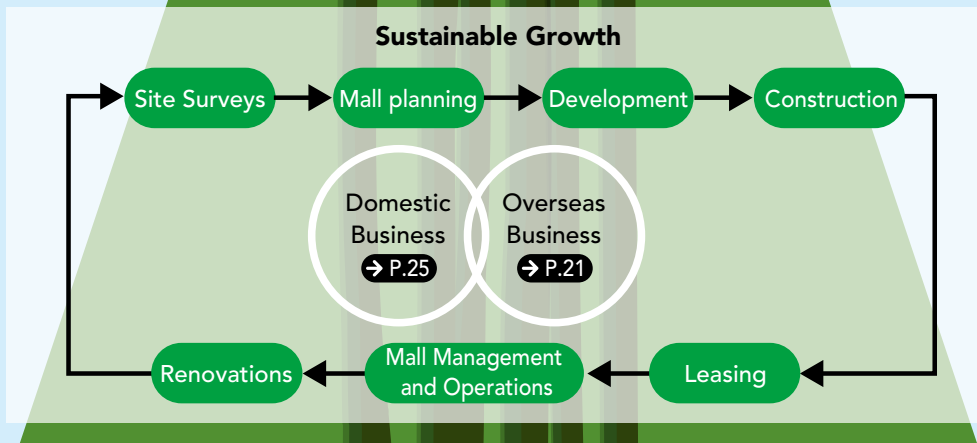 Sustainable Growth
Site Surveys
Mall planning
Development
Construction
Domestic
Business
→ P.25
Overseas
Business
→ P.21
Renovations
Mall Management
and Operations
Leasing